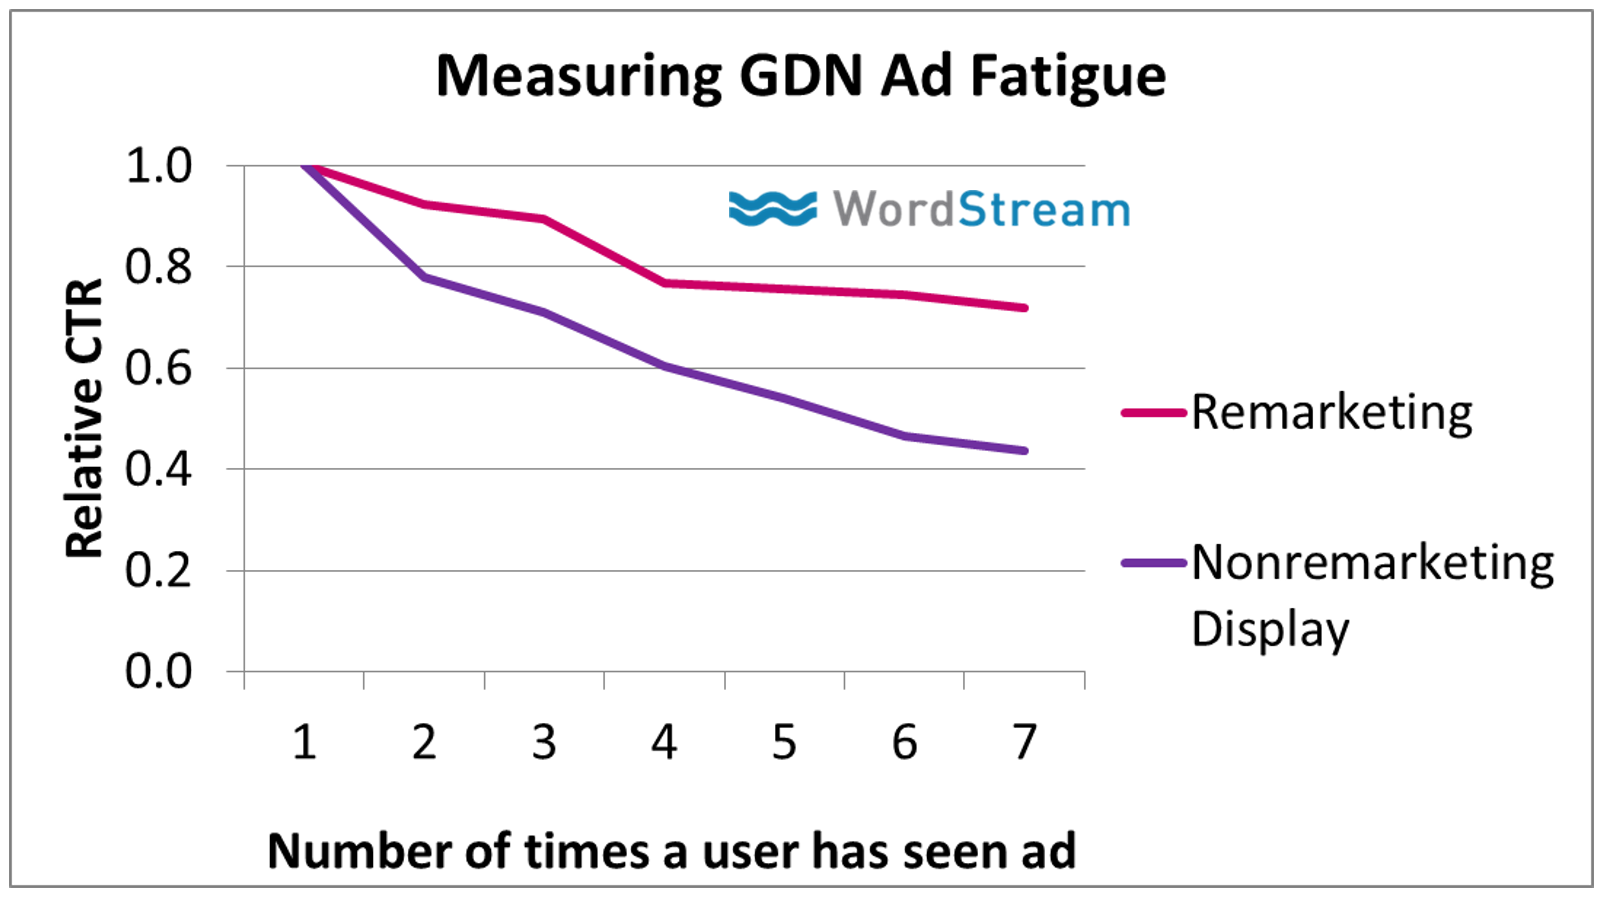 Measuring GDN Ad Fatigue
WordStream
Relative CTR
1.0
0.8
0.6
0.4
0.2
0.0
1 2 3 4 5 6 7
Number of times a user has seen ad
Remarketing
Nonremarketing
Display